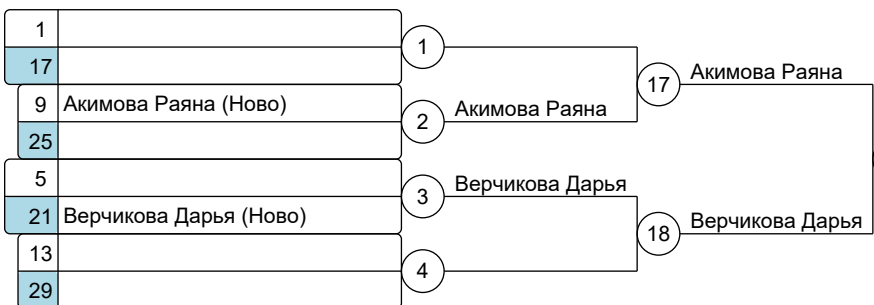 1
1
17
17 Акимова Раяна
9 Акимова Раяна (Ново)
2 Акимова Раяна
25
5
3 Верчикова Дарья
21 Верчикова Дарья (Ново)
18 Верчикова Дарья
13
4
29